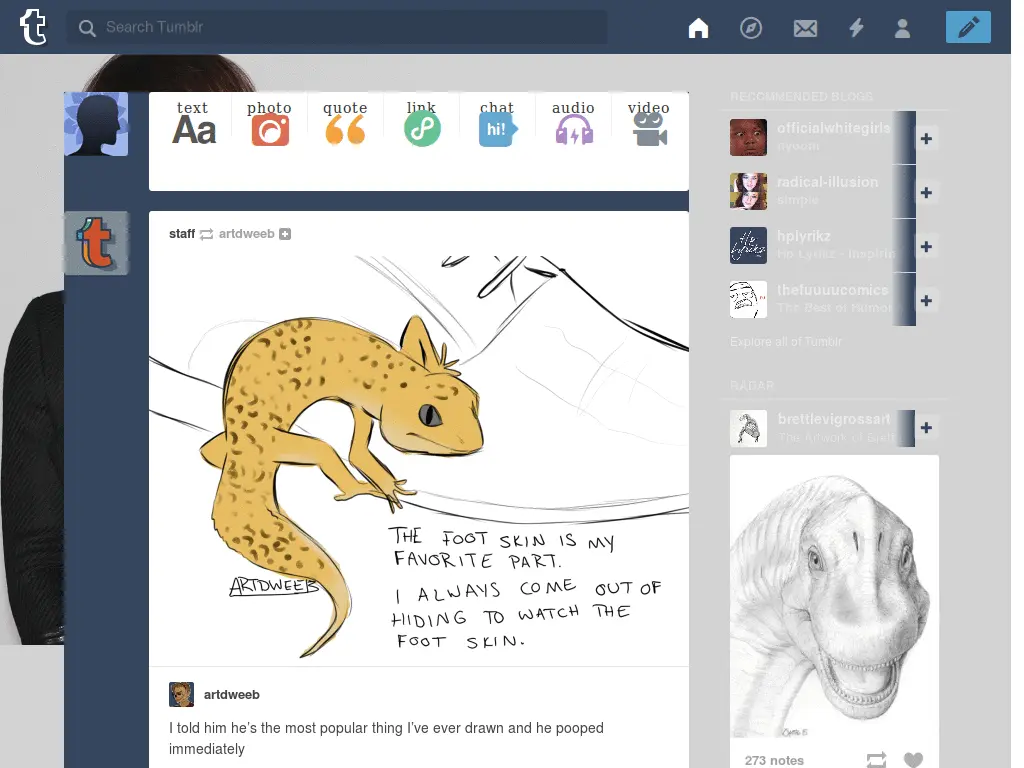 Search Tumblr
text photo quote link chat audio video
Aa
hi!
staff artdweeb
THE FOOT SKIN IS MY
FAVORITE PART.
I ALWAYS COME OUT OF
HIDING TO WATCH THE
FOOT SKIN.
ARTDWEEB
artdweeb
I told him he's the most popular thing I've ever drawn and he pooped
immediately
RECOMMENDED BLOGS
officialwhitegirls
radical-illusion
simple
hplyrikz
Ho Lyrikz - Inspirin
thefuuuucomics
The Best of Humor
Explore all of Tumblr
RADAR
brettlevigrossart
The Artwork of Brett
273 notes